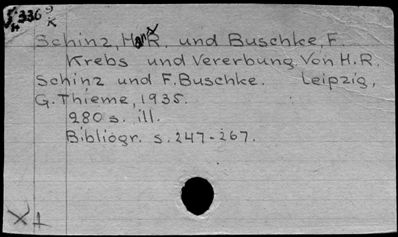 336
Schinz, HansR. und Buschke, F.
Krebs und Vererbung von H.R.
Schinz und F. Buschke. Leipzig,
G. Thieme, 1935.
280 s. ill.
Bibliogr. s. 247-267.